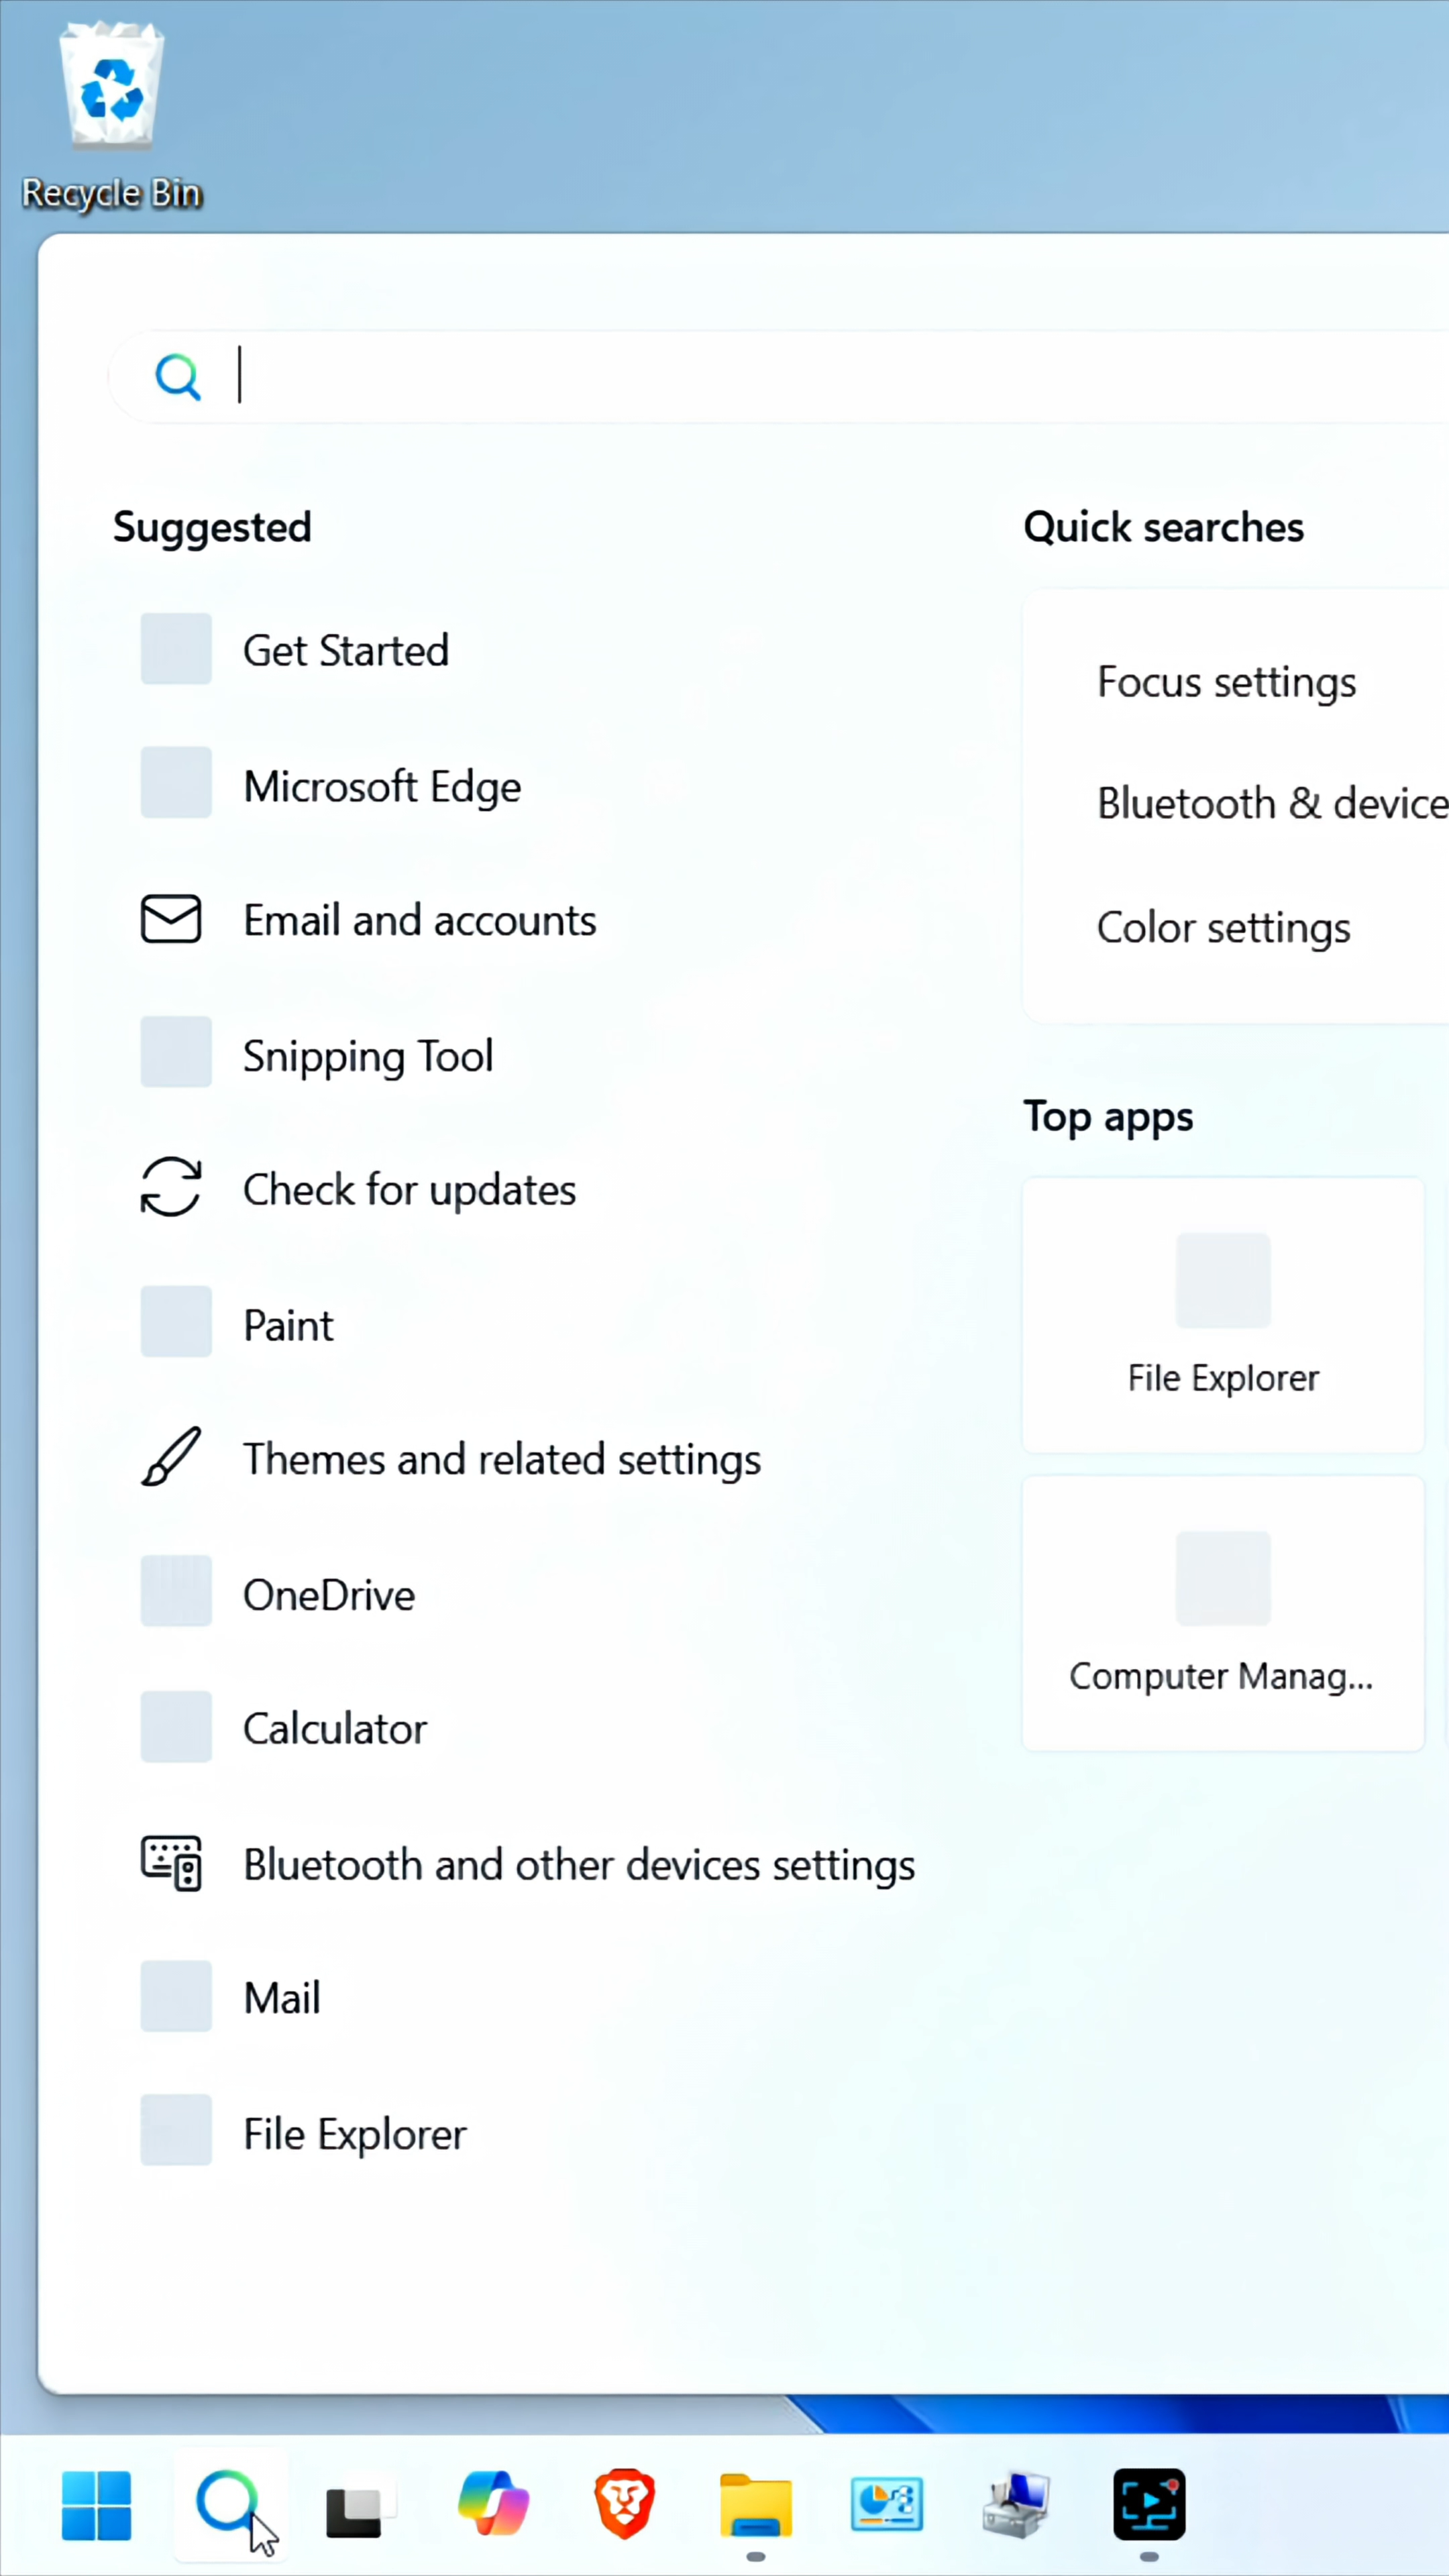 Recycle Bin
Suggested
Get Started
Microsoft Edge
Email and accounts
Snipping Tool
Check for updates
Paint
Themes and related settings
OneDrive
Calculator
Bluetooth and other devices settings
Mail
File Explorer
Quick searches
Focus settings
Bluetooth & device
Color settings
Top apps
File Explorer
Computer Manag...